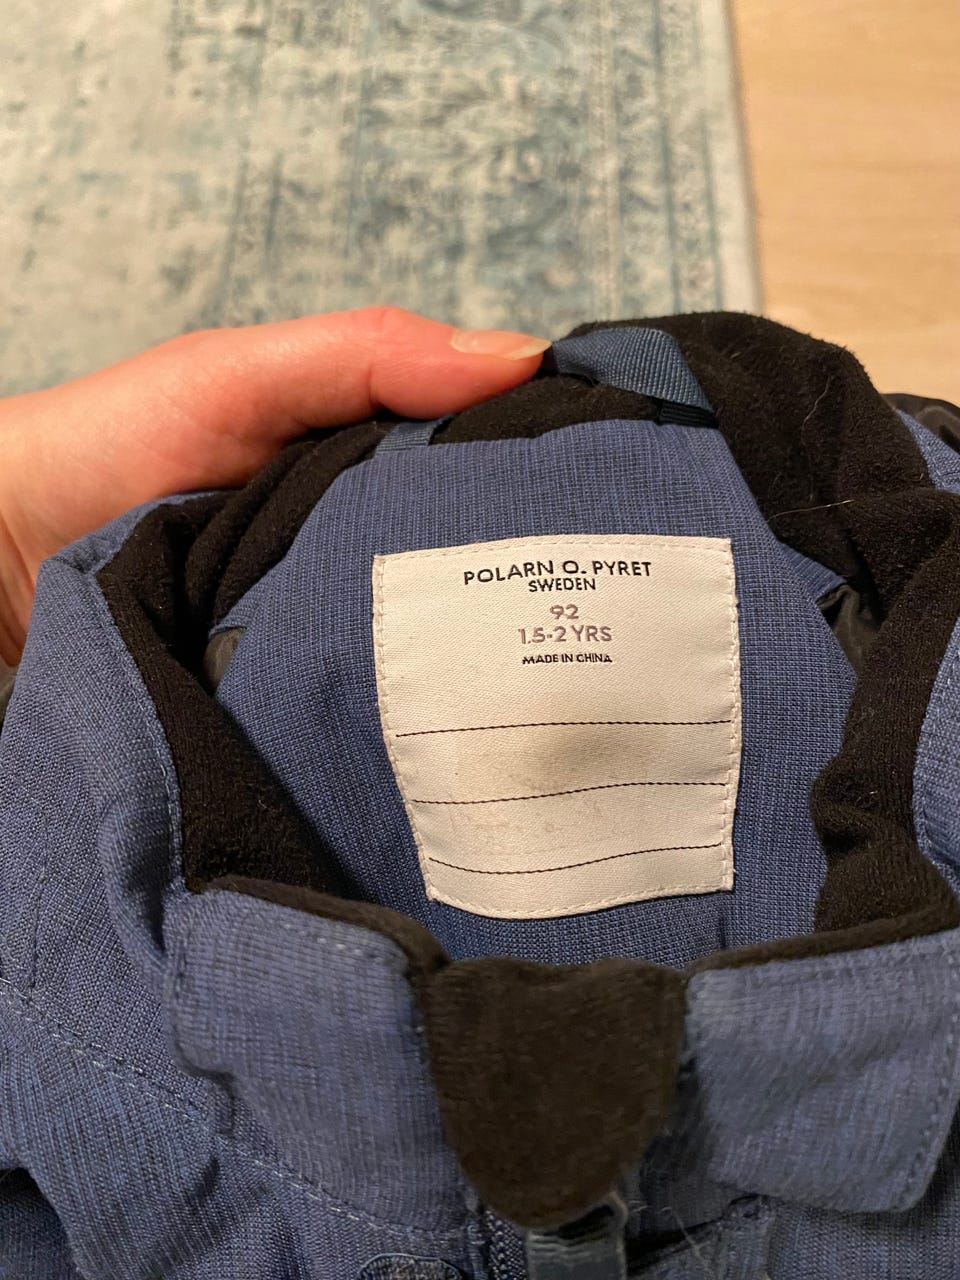 POLARN O. PYRET
SWEDEN
92
1.5-2 YRS
MADE IN CHINA